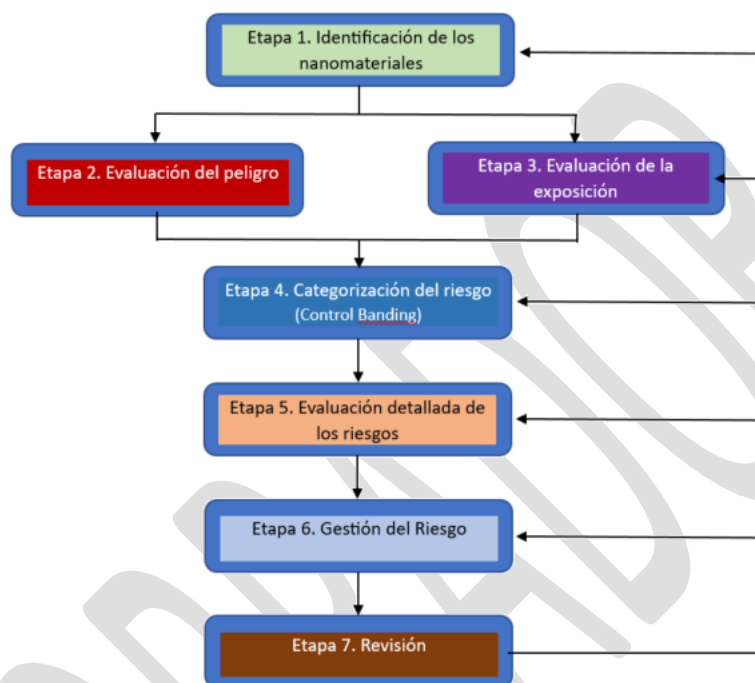 Etapa 1. Identificación de los
nanomateriales
Etapa 2. Evaluación del peligro
Etapa 3. Evaluación de la
exposición
Etapa 4. Categorización del riesgo
(Control Banding)
Etapa 5. Evaluación detallada de
los riesgos
Etapa 6. Gestión del Riesgo
Etapa 7. Revisión